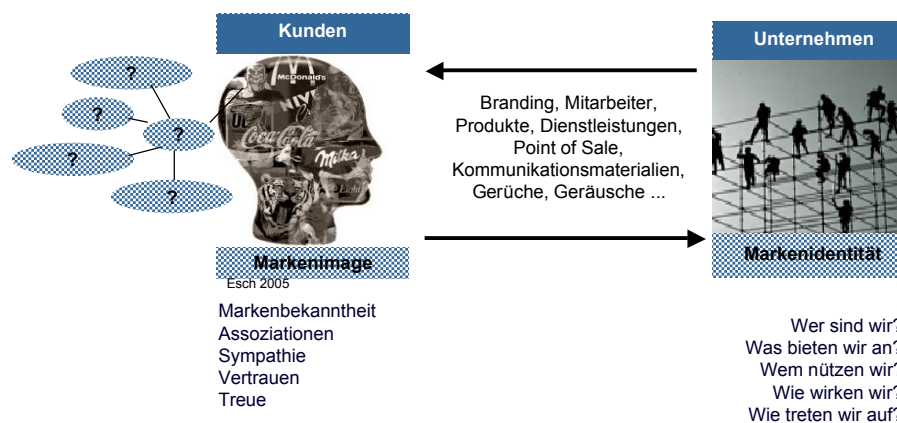 Kunden
Unternehmen
?
?
?
?
?
McDonald's
NIV
Cr
Coca-Cola
Milka
Branding, Mitarbeiter,
Produkte, Dienstleistungen,
Point of Sale,
Kommunikationsmaterialien,
Gerüche, Geräusche ...
Markenimage
Markenidentität
Esch 2005
Markenbekanntheit
Assoziationen
Sympathie
Vertrauen
Treue
Wer sind wir?
Was bieten wir an?
Wem nützen wir?
Wie wirken wir?
Wie treten wir auf?